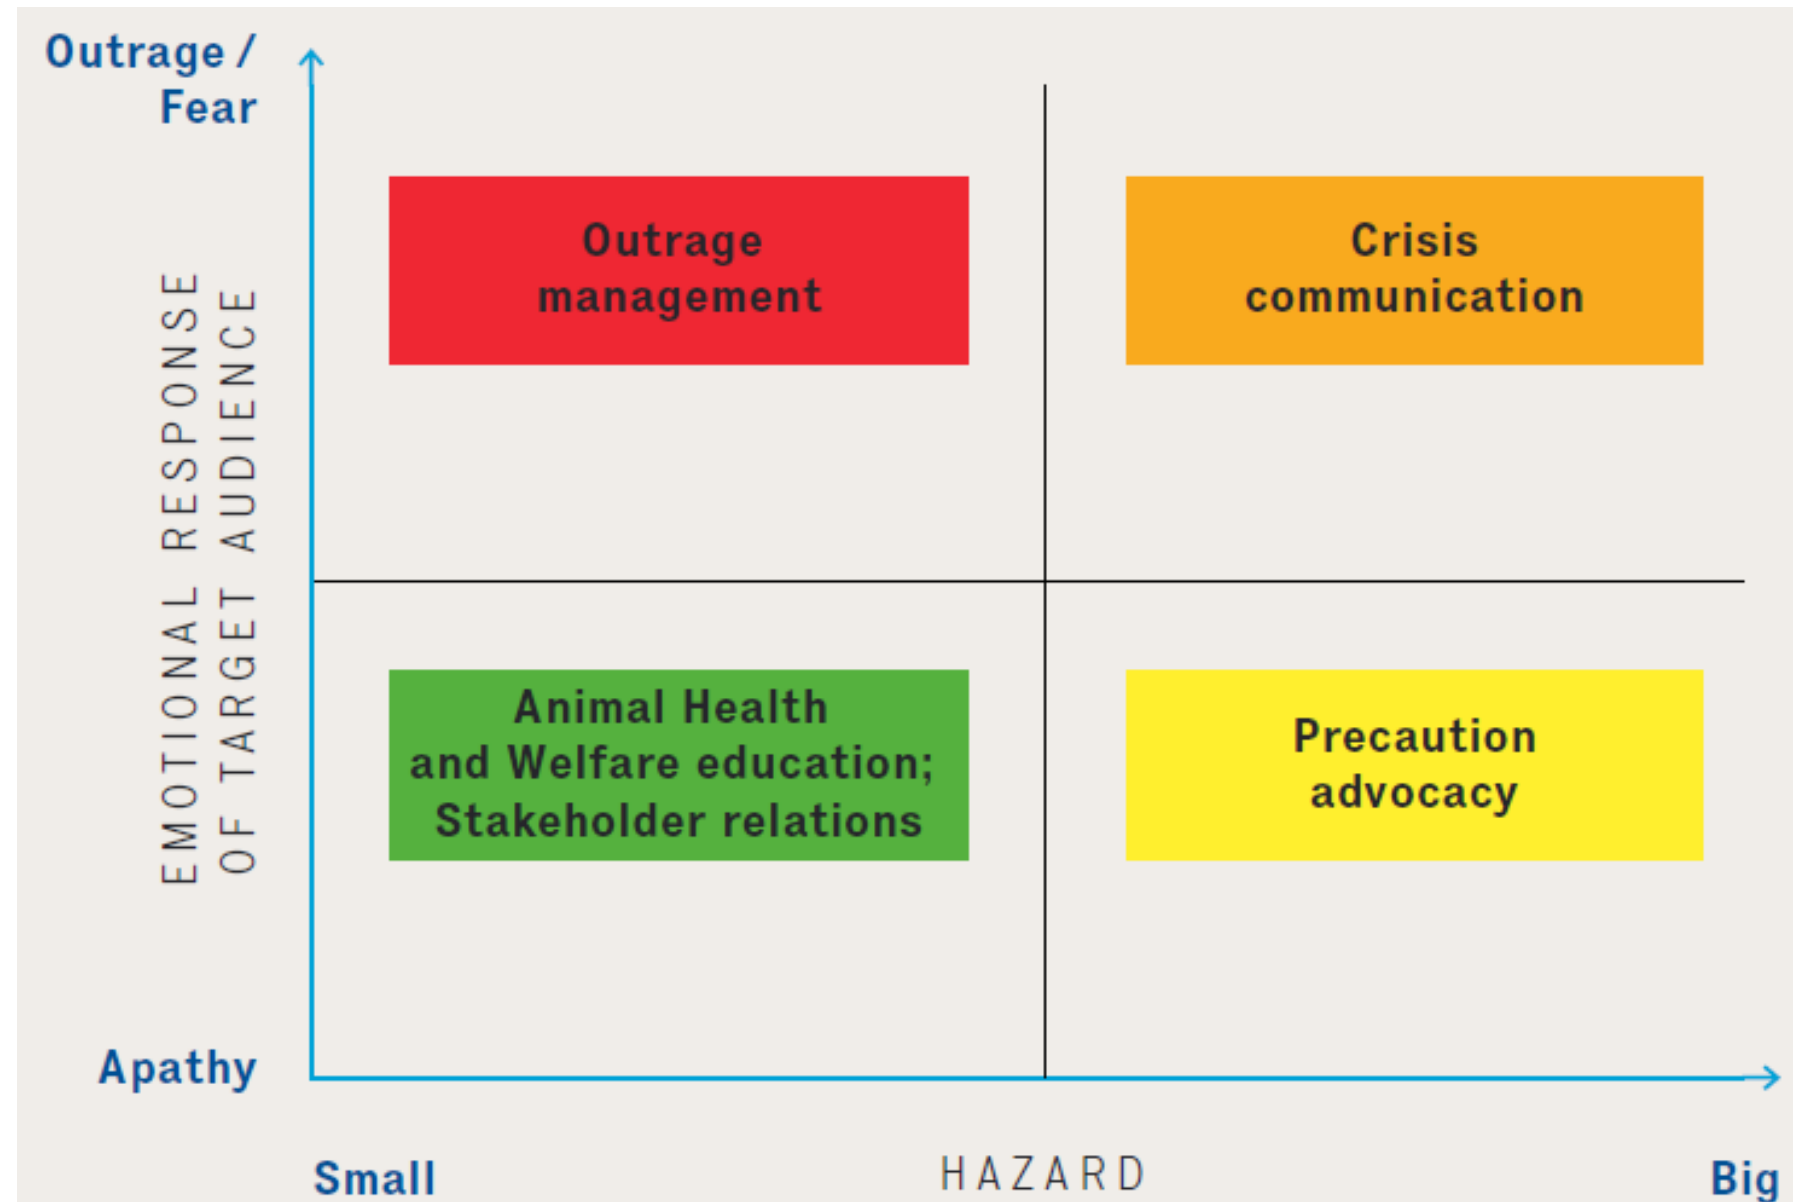 Outrage /
Fear
EMOTIONAL RESPONSE
OF TARGET AUDIENCE
Outrage
management
Crisis
communication
Animal Health
and Welfare education;
Stakeholder relations
Precaution
advocacy
Apathy
Small
HAZARD
Big